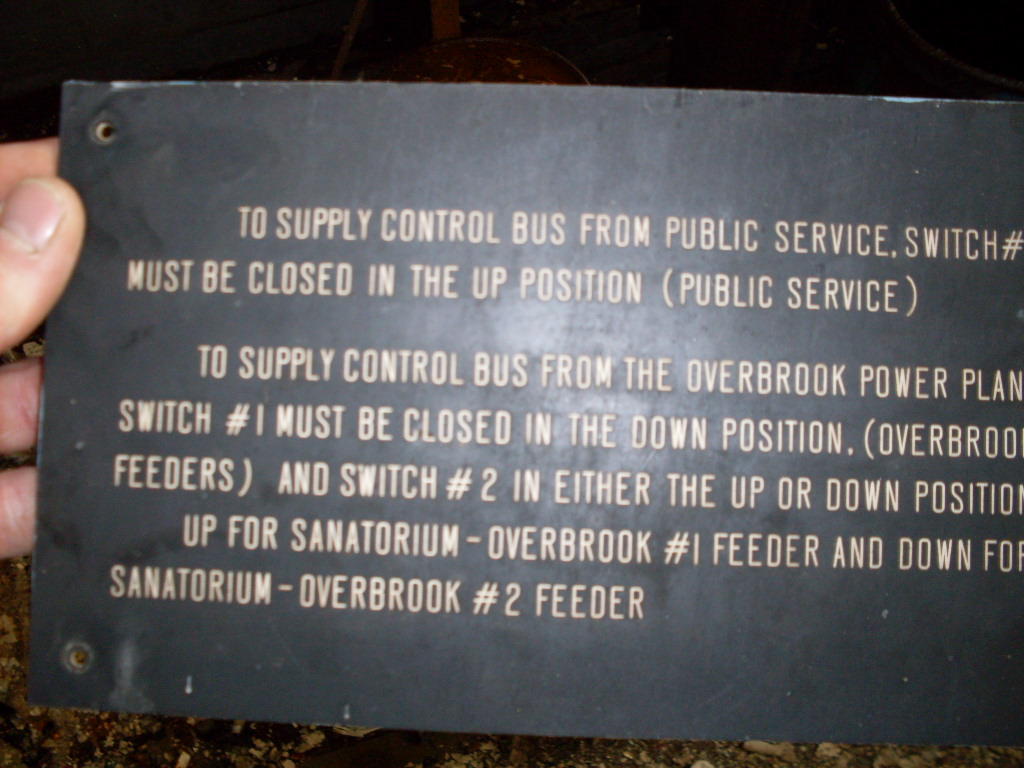 TO SUPPLY CONTROL BUS FROM PUBLIC SERVICE, SWITCH #
MUST BE CLOSED IN THE UP POSITION (PUBLIC SERVICE)
TO SUPPLY CONTROL BUS FROM THE OVERBROOK POWER PLAN
SWITCH #1 MUST BE CLOSED IN THE DOWN POSITION, (OVERBROO
FEEDERS) AND SWITCH #2 IN EITHER THE UP OR DOWN POSITION
UP FOR SANATORIUM-OVERBROOK #1 FEEDER AND DOWN FOR
SANATORIUM-OVERBROOK #2 FEEDER